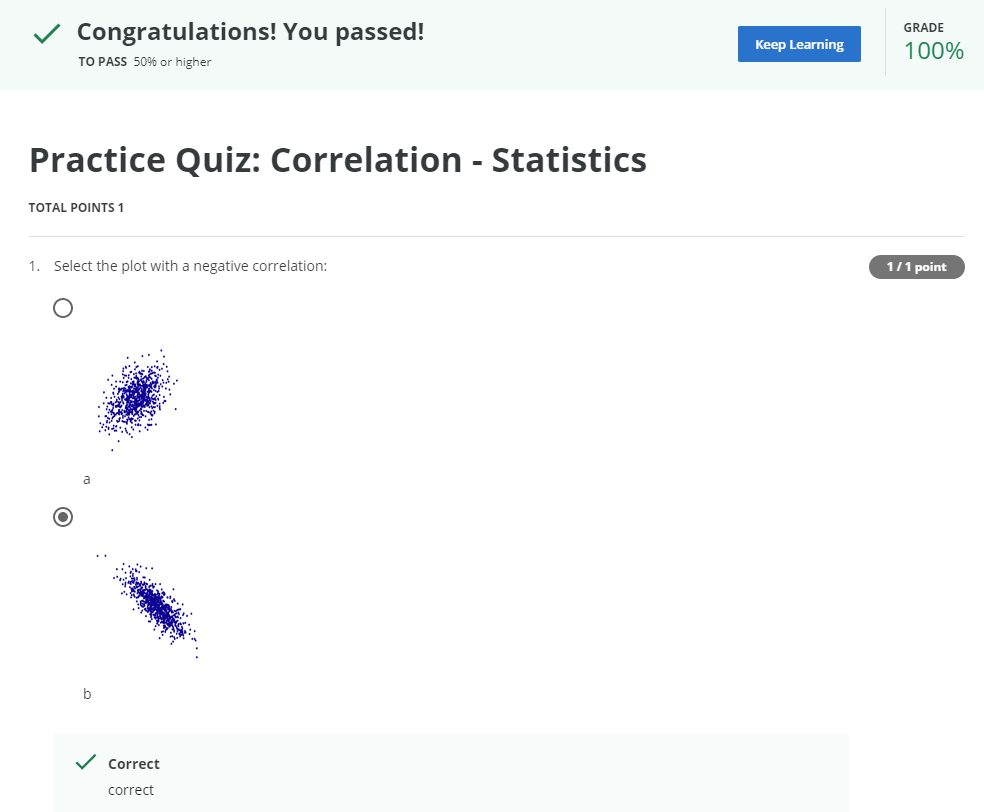 Congratulations! You passed!
TO PASS 50% or higher
Keep Learning
GRADE
100%
Practice Quiz: Correlation - Statistics
TOTAL POINTS 1
1. Select the plot with a negative correlation:
1 / 1 point
a
b
Correct
correct